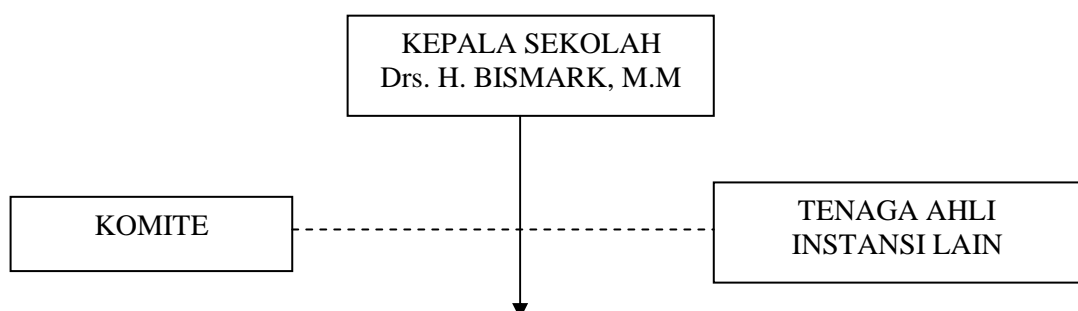 KEPALA SEKOLAH
Drs. H. BISMARK, M.M
KOMITE
TENAGA AHLI
INSTANSI LAIN